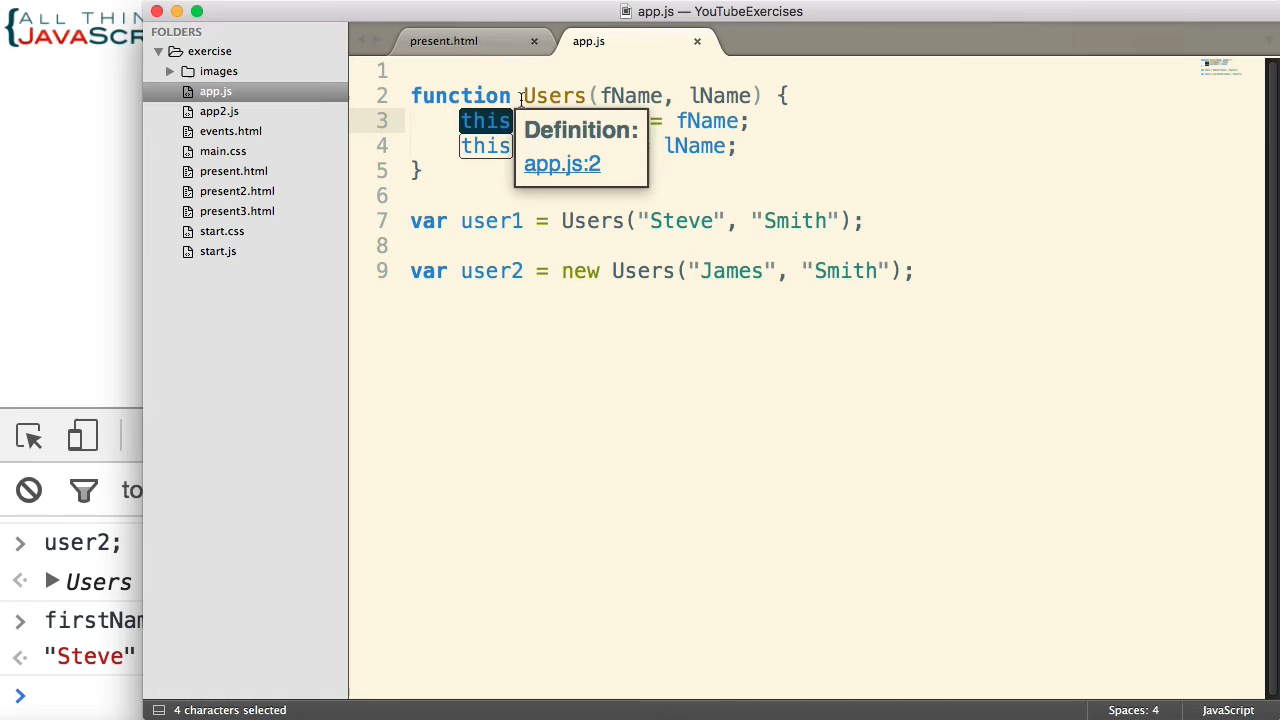 {ALL THIN
JAVASCR
app.js — YouTubeExercises
FOLDERS
exercise
images
app.js
app2.js
events.html
main.css
present.html
present2.html
present3.html
start.css
start.js
present.html
app.js
1
2 function Users(fName, lName) {
3 this = fName;
4 this lName;
5 }
6
7 var user1 = Users("Steve", "Smith");
8
9 var user2 = new Users("James", "Smith");
Definition:
app.js:2
to
user2;
Users
firstNam
"Steve"
4 characters selected
Spaces: 4
JavaScript